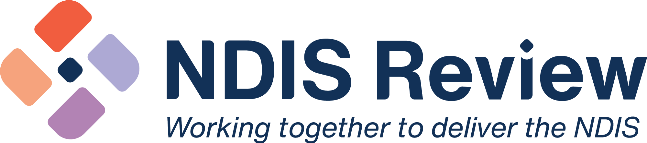 NDIS Review
Working together to deliver the NDIS